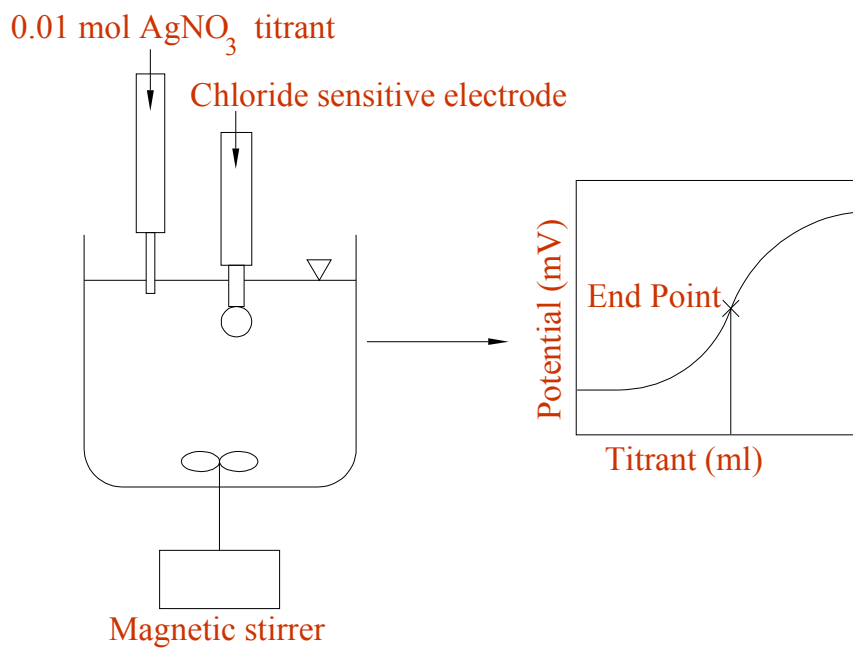 0.01 mol AgNO₃ titrant
Chloride sensitive electrode
Potential (mV)
End Point
Titrant (ml)
Magnetic stirrer